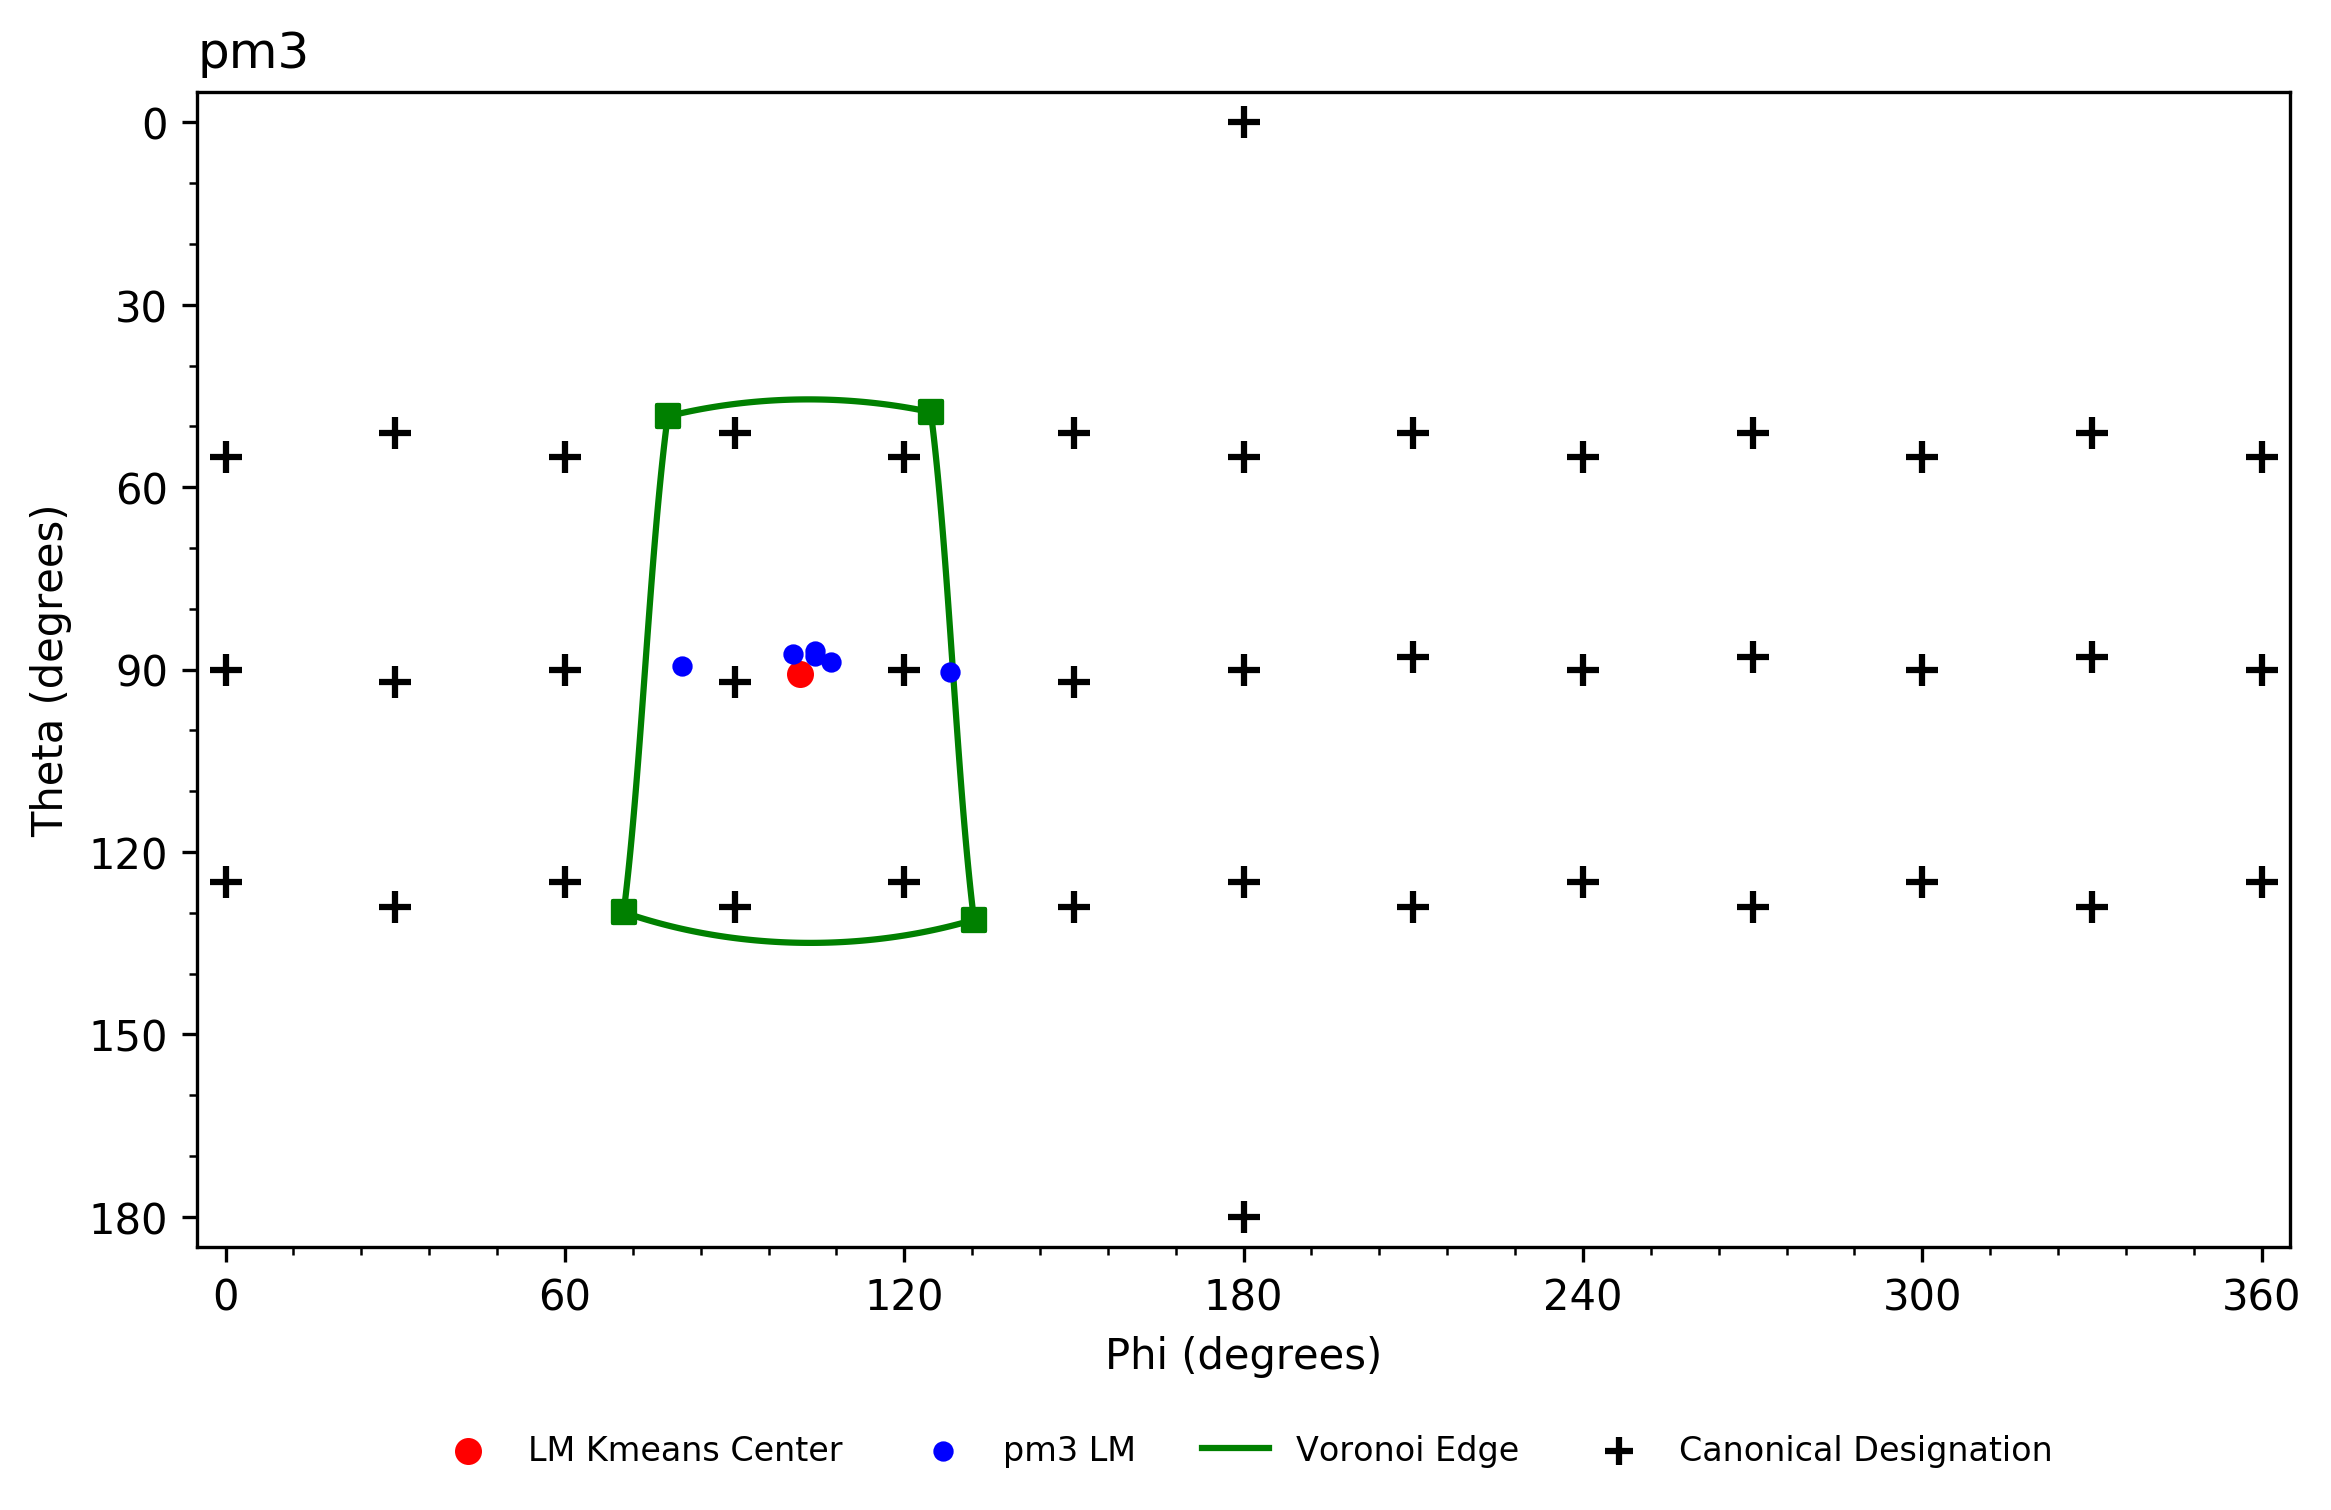 pm3
0
30
60
90
120
150
180
Theta (degrees)
0 60 120 180 240 300 360
Phi (degrees)
LM Kmeans Center pm3 LM Voronoi Edge Canonical Designation